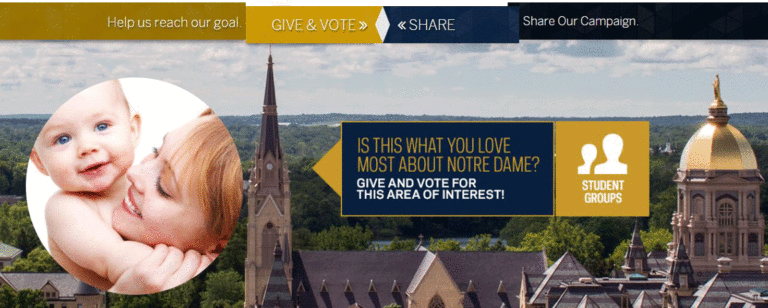 Help us reach our goal. GIVE & VOTE » « SHARE Share Our Campaign.
IS THIS WHAT YOU LOVE
MOST ABOUT NOTRE DAME?
GIVE AND VOTE FOR
THIS AREA OF INTEREST!
STUDENT
GROUPS